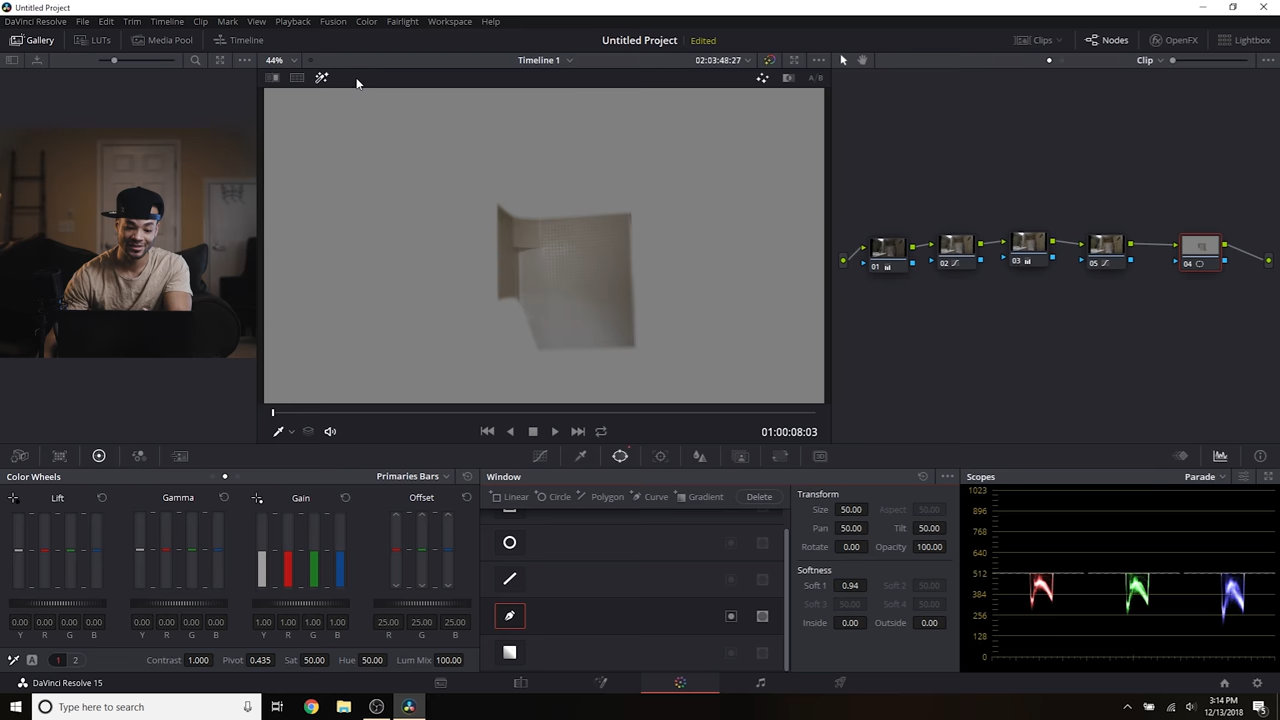 Untitled Project
DaVinci Resolve File Edit Trim Timeline Clip Mark View Playback Fusion Color Fairlight Workspace Help
Gallery LUTs Media Pool Timeline Untitled Project Edited Clips Nodes OpenFX Lightbox
44% Timeline 1 02:03:48:27 Clip
A/B
01 02 03 05 04
01:00:08:03
Color Wheels Primaries Bars Window Scopes Parade
Lift Gamma Gain Offset
Linear Circle Polygon Curve Gradient Delete
Transform
Size 50.00 Aspect 50.00
Pan 50.00 Tilt 50.00
Rotate 0.00 Opacity 100.00
Softness
Soft 1 0.94 Soft 2 50.00
Soft 3 50.00 Soft 4 50.00
Inside 0.00 Outside 0.00
1023
896
768
640
512
384
256
128
0
0.00 0.00 0.00 0.00 0.00 0.00 0.00 0.00 1.00 1.00 1.00 1.00 25.00 25.00 25.00
Y R G B Y R G B Y R G B R G B
A 1 2 Contrast 1.000 Pivot 0.435 Sat 50.00 Hue 50.00 Lum Mix 100.00
DaVinci Resolve 15
Type here to search
3:14 PM
12/13/2018
5